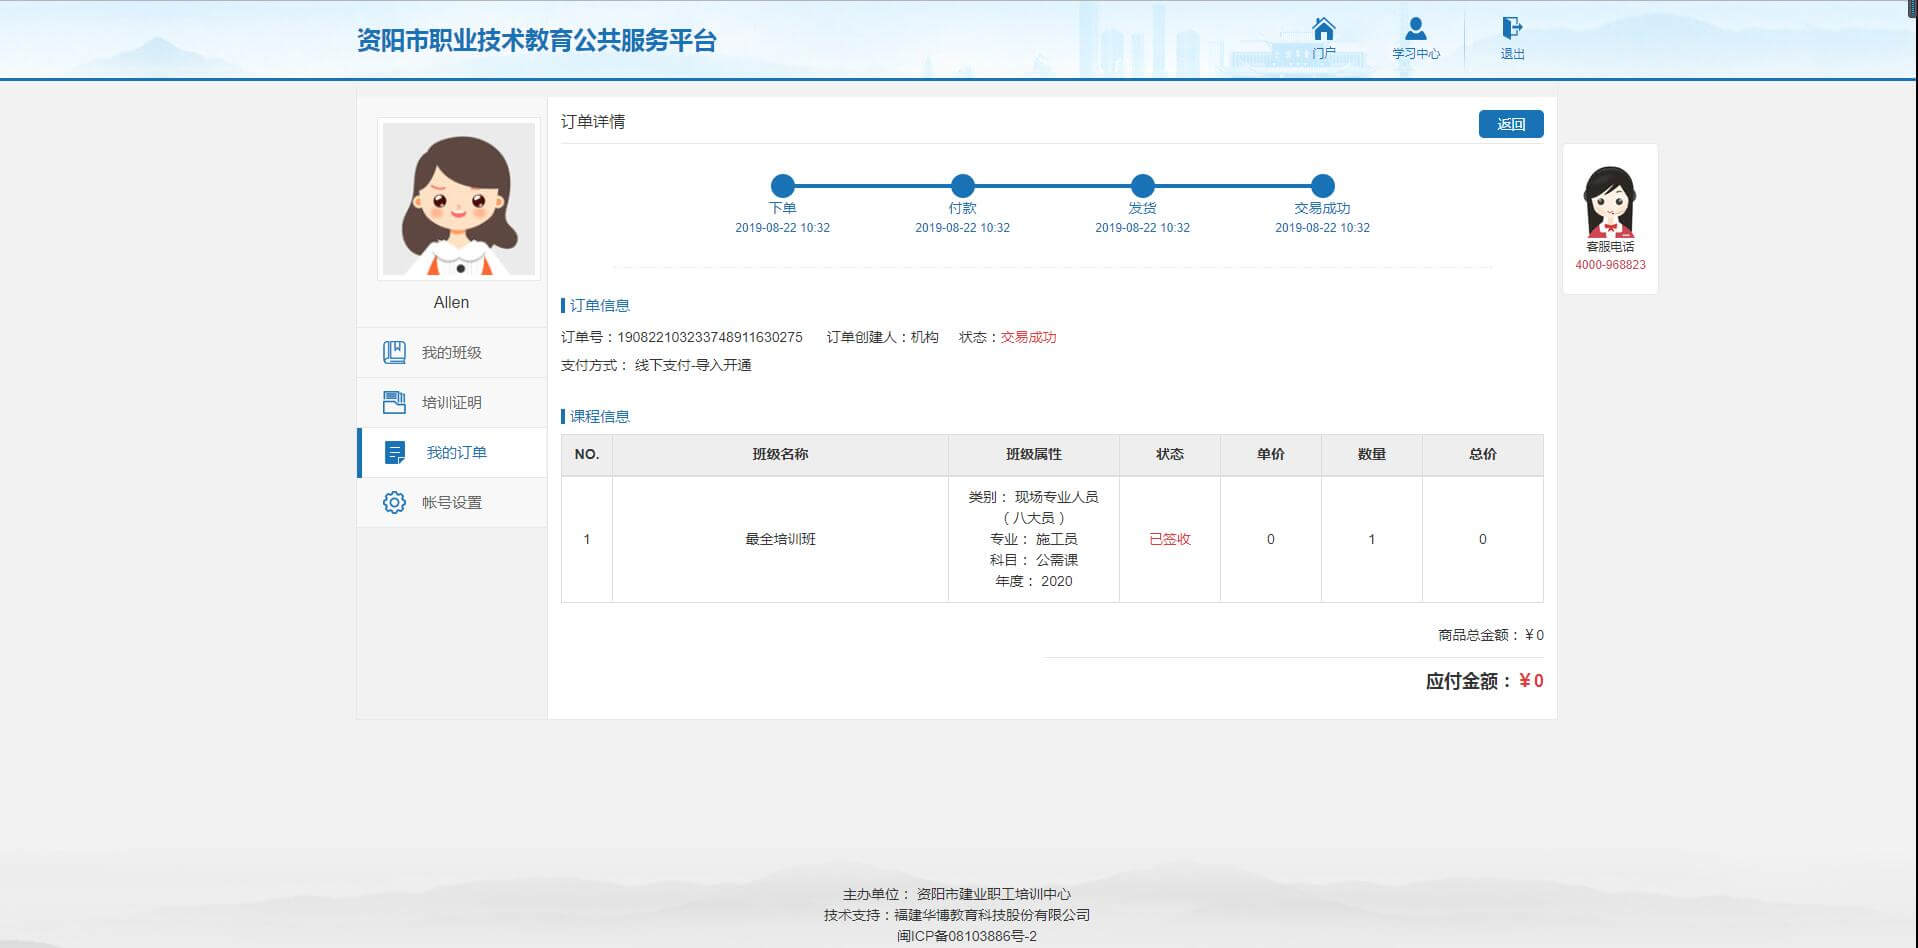 资阳市职业技术教育公共服务平台
门户
学习中心
退出
Allen
我的班级
培训证明
我的订单
帐号设置
订单详情
返回
下单 付款 发货 交易成功
2019-08-22 10:32 2019-08-22 10:32 2019-08-22 10:32 2019-08-22 10:32
订单信息
订单号：190822103233748911630275 订单创建人：机构 状态：交易成功
支付方式： 线下支付-导入开通
课程信息
NO. 班级名称 班级属性 状态 单价 数量 总价
类别： 现场专业人员
（八大员）
专业： 施工员
1 最全培训班 已签收 0 1 0
科目： 公需课
年度： 2020
商品总金额：¥0
应付金额：¥0
客服电话
4000-968823
主办单位： 资阳市建业职工培训中心
技术支持：福建华博教育科技股份有限公司
闽ICP备08103886号-2